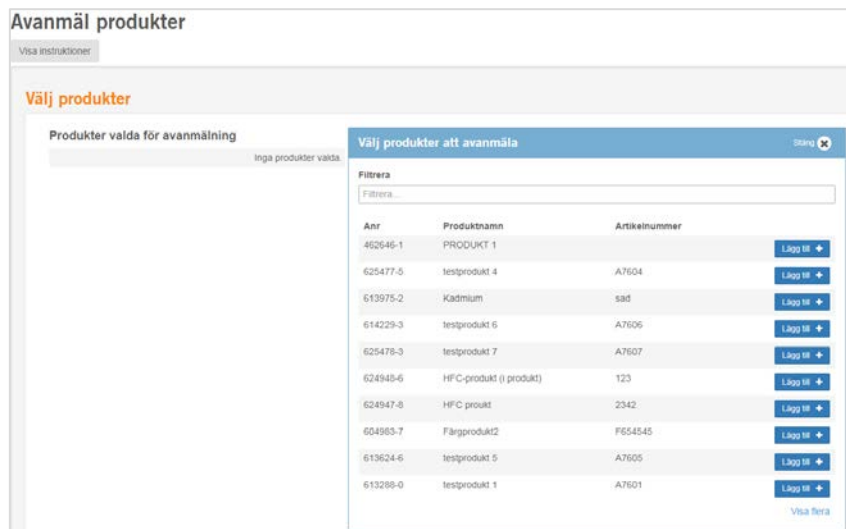 Avanmäl produkter
Visa instruktioner
Välj produkter
Produkter valda för avanmälning
Inga produkter valda.
Välj produkter att avanmäla
Stäng
Filtrera
Filtrera...
Anr Produktnamn Artikelnummer
462646-1 PRODUKT 1 Lägg till
625477-5 testprodukt 4 A7604 Lägg till
613975-2 Kadmium sad Lägg till
614229-3 testprodukt 6 A7606 Lägg till
625478-3 testprodukt 7 A7607 Lägg till
624948-6 HFC-produkt (i produkt) 123 Lägg till
624947-8 HFC proukt 2342 Lägg till
604983-7 Färgprodukt2 F654545 Lägg till
613624-6 testprodukt 5 A7605 Lägg till
613288-0 testprodukt 1 A7601 Lägg till
Visa flera